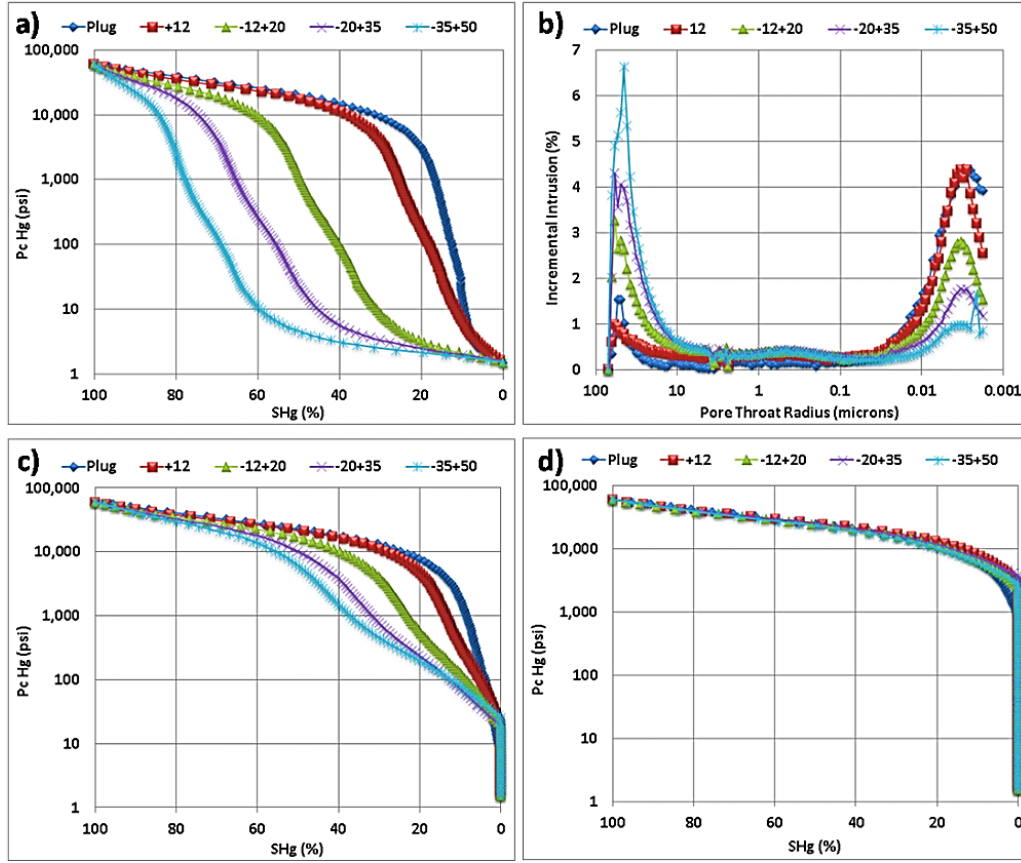 a)
Plug +12 -12+20 -20+35 -35+50
100,000
10,000
1,000
100
10
1
Pc Hg (psi)
100 80 60 40 20 0
SHg (%)
b)
Plug 12 -12+20 -20+35 -35+50
7
6
5
4
3
2
1
0
Incremental Intrusion (%)
100 10 1 0.1 0.01 0.001
Pore Throat Radius (microns)
c)
Plug +12 -12+20 -20+35 -35+50
100,000
10,000
1,000
100
10
1
Pc Hg (psi)
100 80 60 40 20 0
SHg (%)
d)
Plug +12 -12+20 -20+35 -35+50
100,000
10,000
1,000
100
10
1
Pc Hg (psi)
100 80 60 40 20 0
SHg (%)